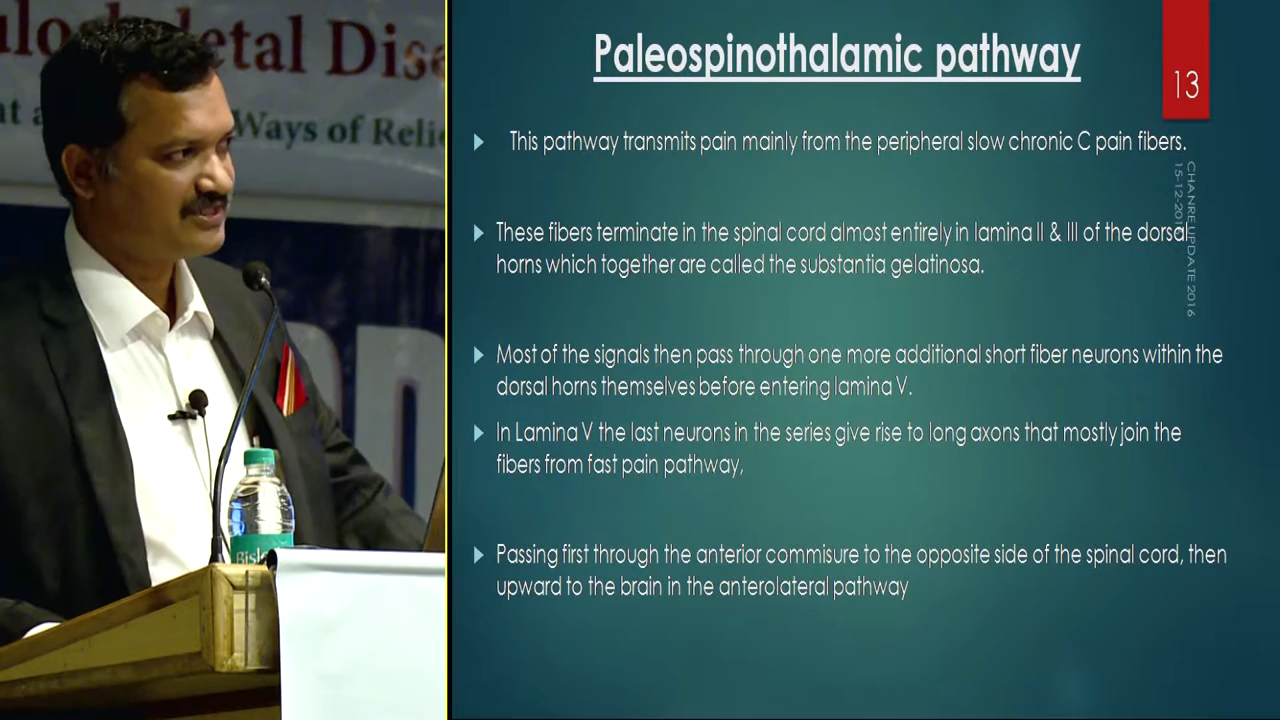 Dise
Ways of Relie
Paleospinothalamic pathway
13
This pathway transmits pain mainly from the peripheral slow chronic C pain fibers.
These fibers terminate in the spinal cord almost entirely in lamina II & III of the dorsal
horns which together are called the substantia gelatinosa.
Most of the signals then pass through one more additional short fiber neurons within the
dorsal horns themselves before entering lamina V.
In Lamina V the last neurons in the series give rise to long axons that mostly join the
fibers from fast pain pathway,
Passing first through the anterior commisure to the opposite side of the spinal cord, then
upward to the brain in the anterolateral pathway
CHANRE UPDATE 2016